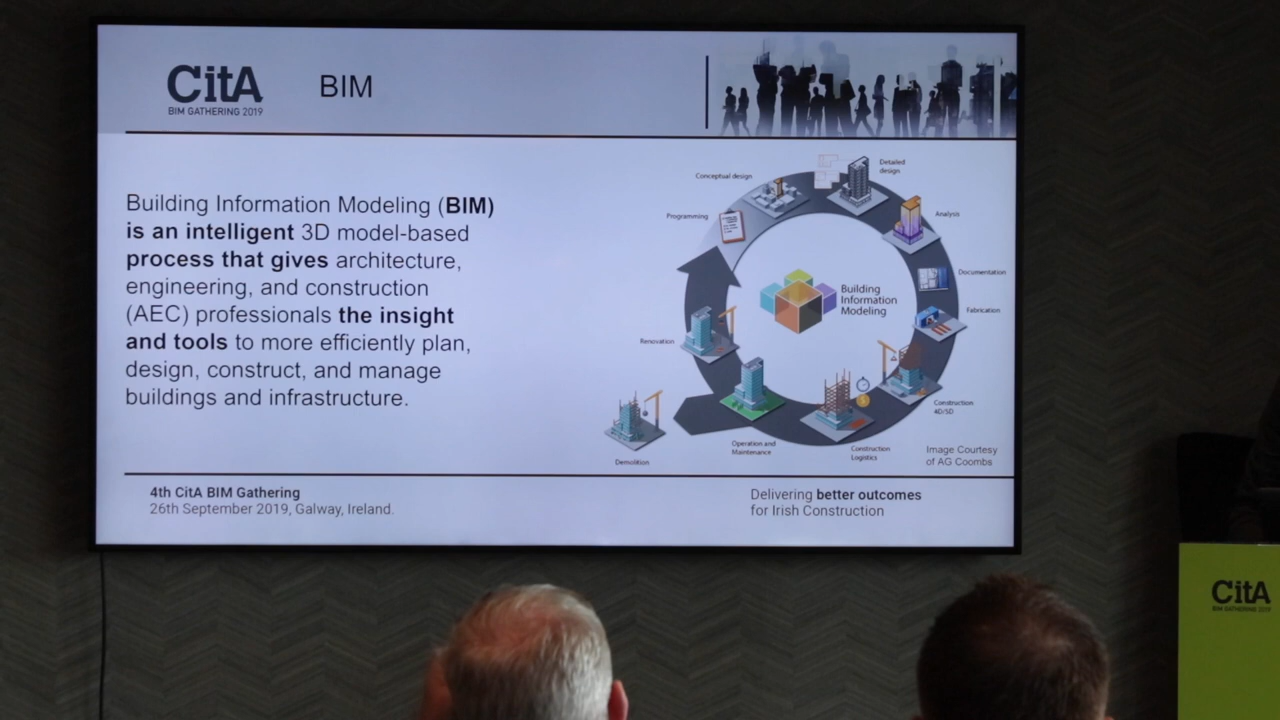 CitA
BIM GATHERING 2019
BIM
Building Information Modeling (BIM)
is an intelligent 3D model-based
process that gives architecture,
engineering, and construction
(AEC) professionals the insight
and tools to more efficiently plan,
design, construct, and manage
buildings and infrastructure.
Conceptual design
Detailed
design
Programming
Analysis
Documentation
Building
Information
Modeling
Fabrication
Renovation
Construction
4D/5D
Operation and
Maintenance
Construction
Logistics
Demolition
Image Courtesy
of AG Coombs
4th CitA BIM Gathering
26th September 2019, Galway, Ireland.
Delivering better outcomes
for Irish Construction
CitA
BIM GATHERING 2019